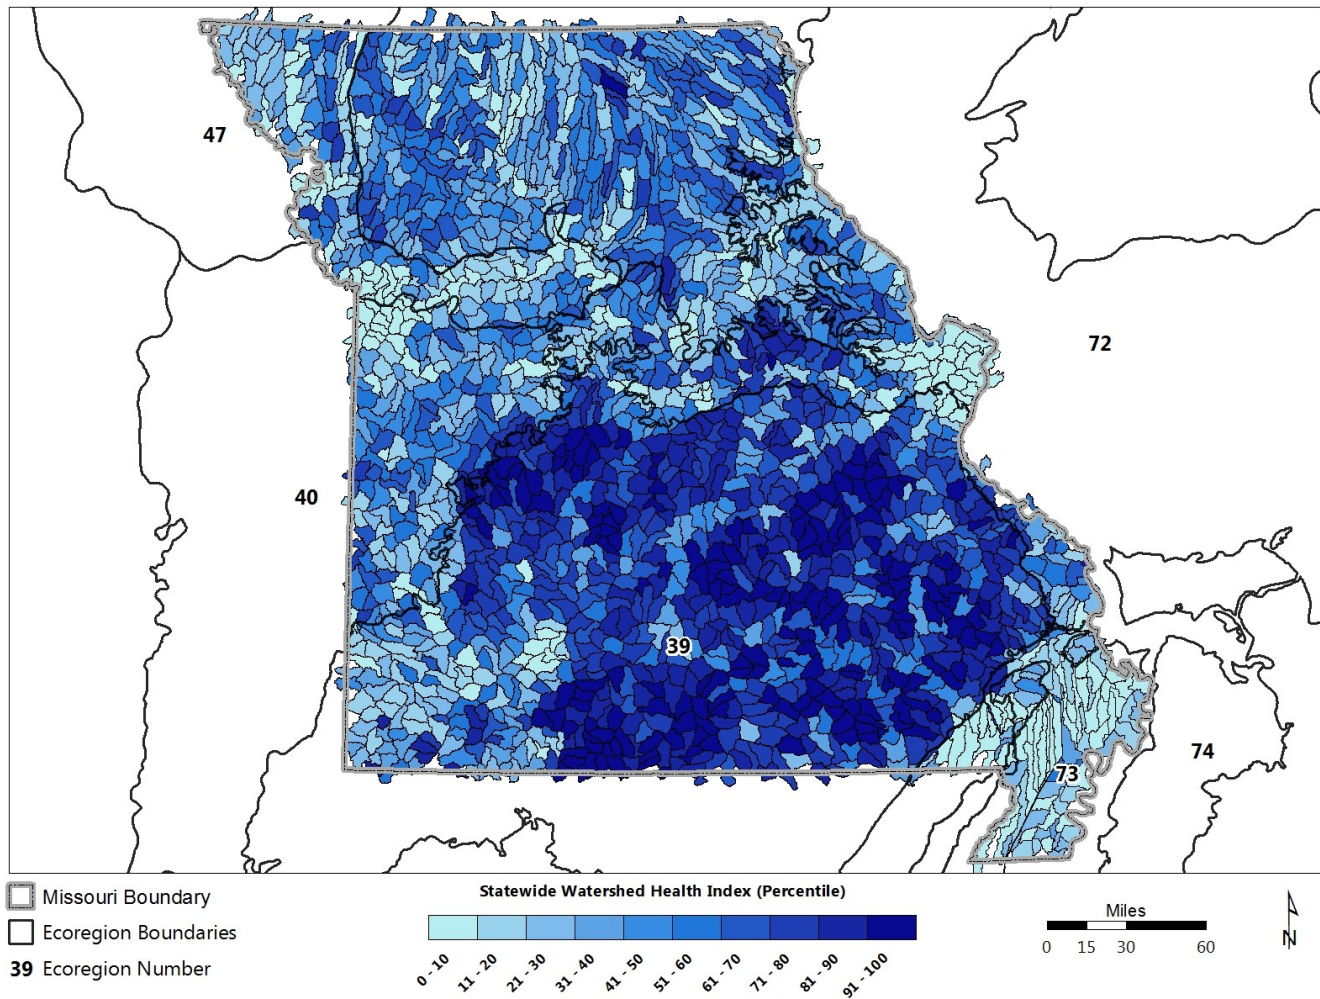 47
72
40
39
74
73
Missouri Boundary
Ecoregion Boundaries
39 Ecoregion Number
Statewide Watershed Health Index (Percentile)
0 - 10
11 - 20
21 - 30
31 - 40
41 - 50
51 - 60
61 - 70
71 - 80
81 - 90
91 - 100
Miles
0 15 30 60
N